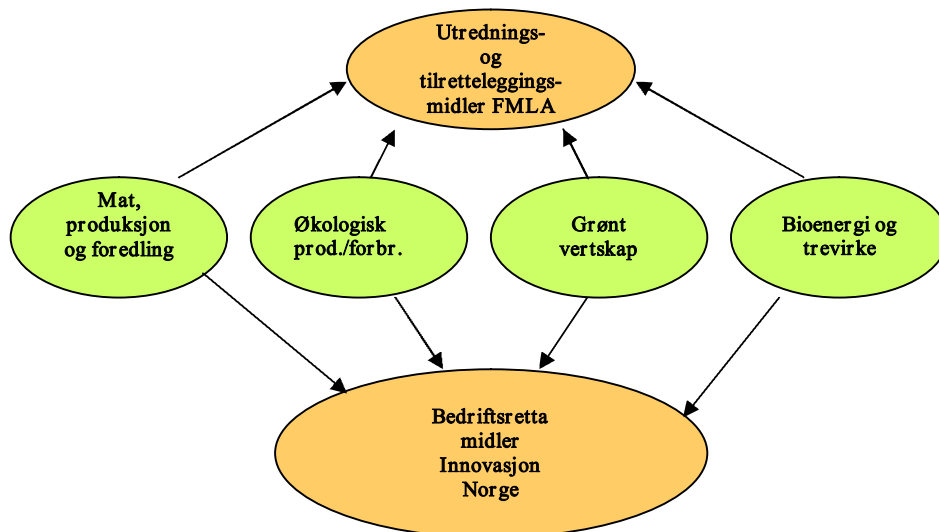 Utrednings-
og
tilretteleggings-
midler FMLA
Mat,
produksjon
og foredling
Økologisk
prod./forbr.
Grønt
vertskap
Bioenergi og
trevirke
Bedriftsretta
midler
Innovasjon
Norge